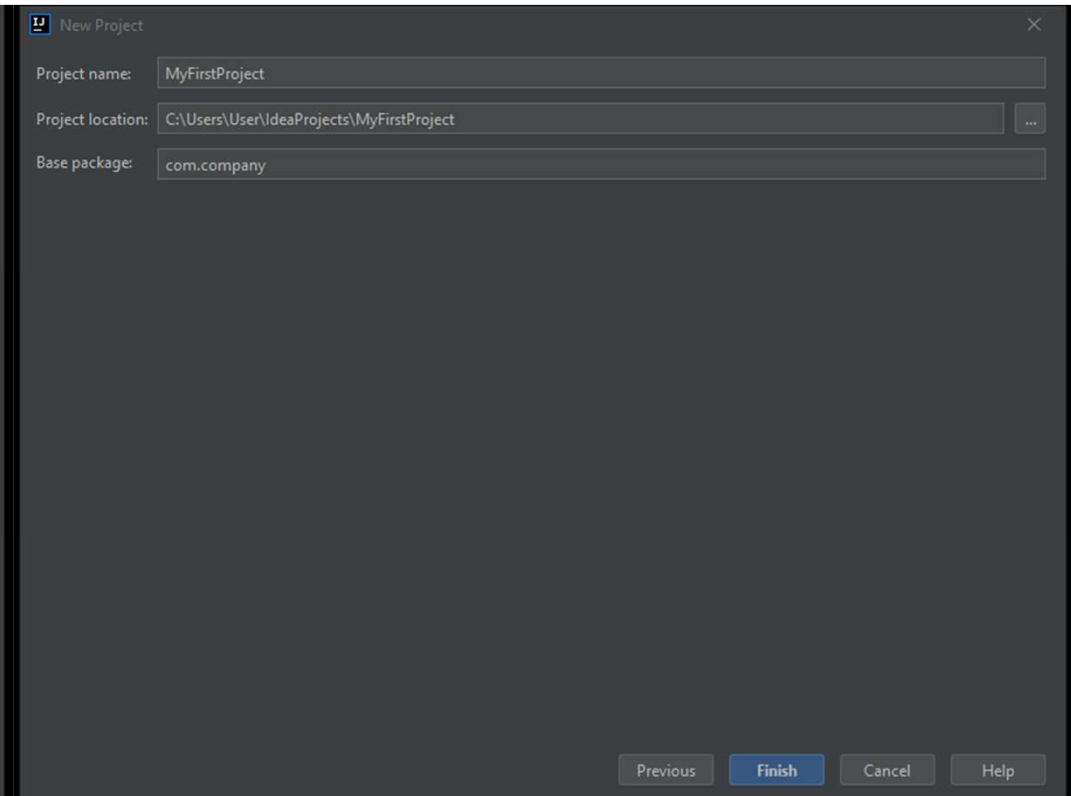 IJ
New Project
Project name: MyFirstProject
Project location: C:\Users\User\IdeaProjects\MyFirstProject ...
Base package: com.company
Previous Finish Cancel Help